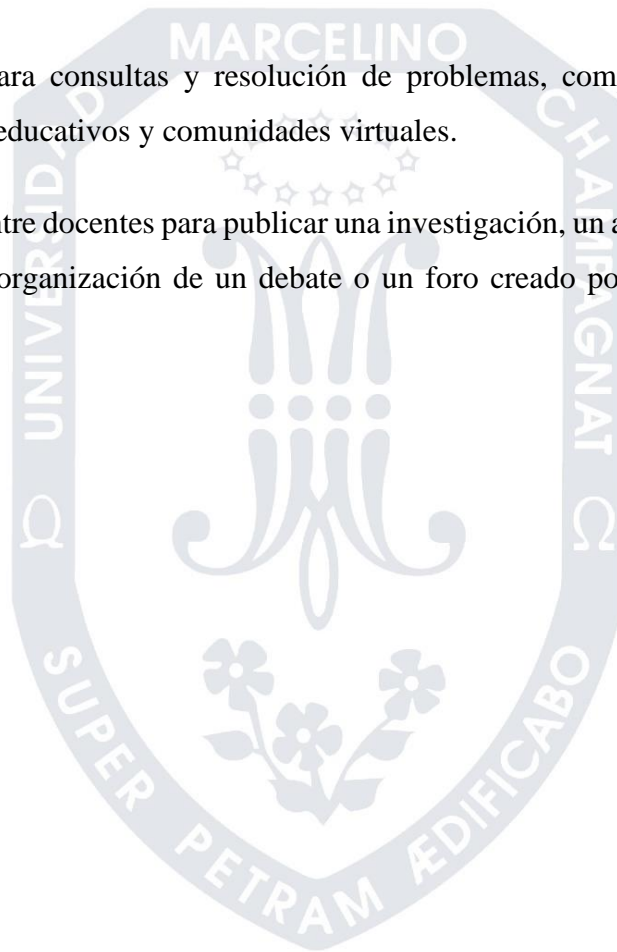 MARCELINO
ara consultas y resolución de problemas, com
educativos y comunidades virtuales.
ntre docentes para publicar una investigación, un a
organización de un debate o un foro creado po
UNIVERSIDAD
CHAMPAGNAT
Ω Ω
SUPER PETRAM ÆDIFICABO